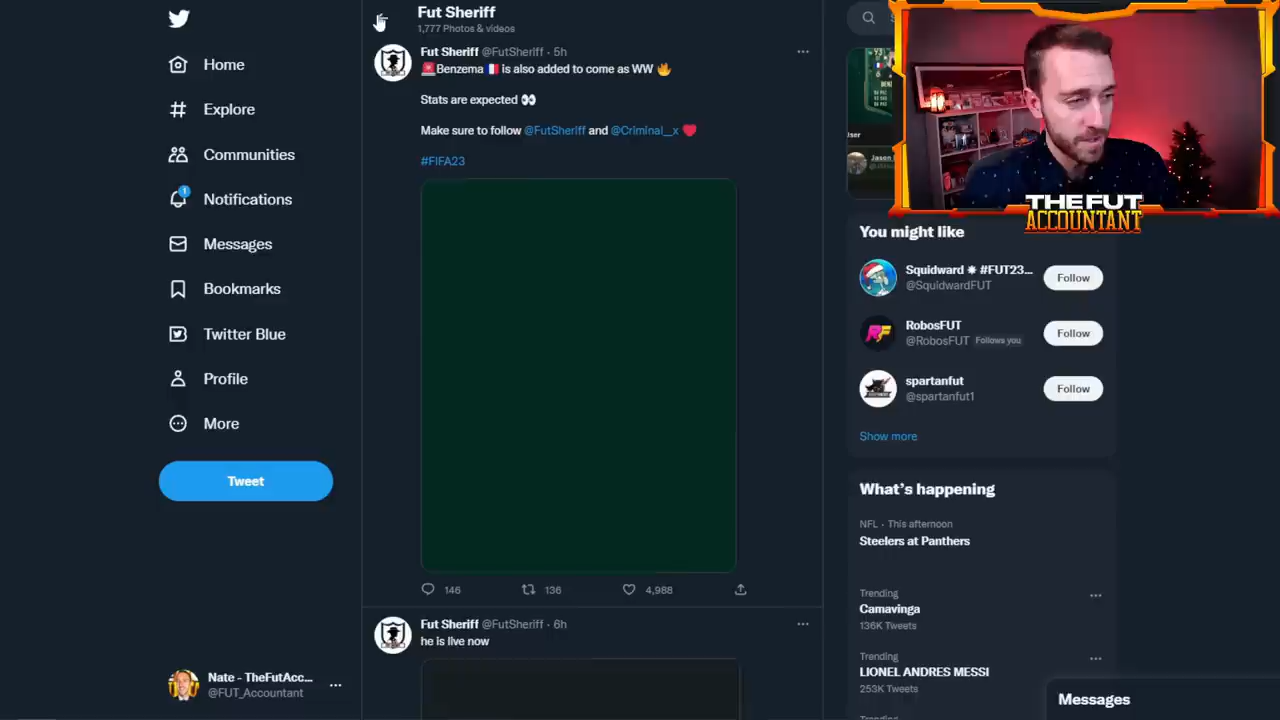 Home
Explore
Communities
1
Notifications
Messages
Bookmarks
Twitter Blue
Profile
More
Tweet
Nate - TheFutAcc...
@FUT_Accountant
Fut Sheriff
1,777 Photos & videos
Fut Sheriff @FutSheriff · 5h
🚨Benzema🇫🇷 is also added to come as WW 🔥
Stats are expected 👀
Make sure to follow @FutSheriff and @Criminal__x ❤️
#FIFA23
146
136
4,988
Fut Sheriff @FutSheriff · 6h
he is live now
THE FUT
ACCOUNTANT
You might like
Squidward ✷ #FUT23...
@SquidwardFUT
Follow
RobosFUT
@RobosFUT Follows you
Follow
spartanfut
@spartanfut1
Follow
Show more
What's happening
NFL · This afternoon
Steelers at Panthers
Trending
Camavinga
136K Tweets
Trending
LIONEL ANDRES MESSI
253K Tweets
Messages